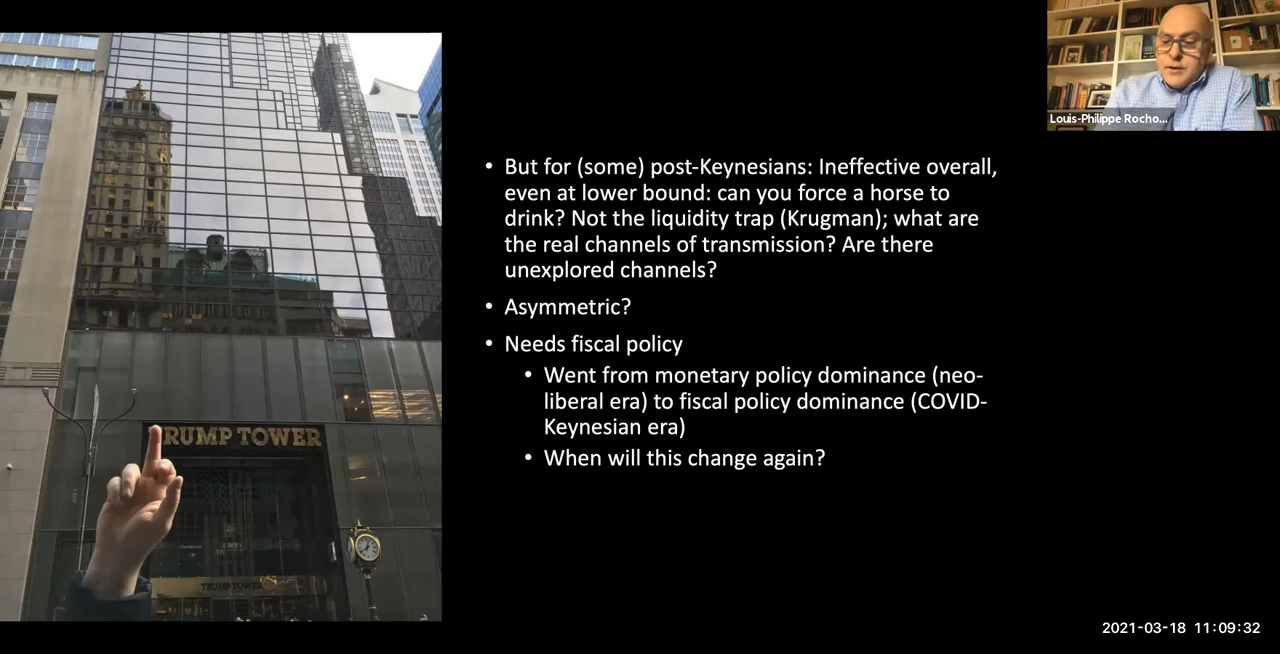 Louis-Philippe Rocho...
• But for (some) post-Keynesians: Ineffective overall,
even at lower bound: can you force a horse to
drink? Not the liquidity trap (Krugman); what are
the real channels of transmission? Are there
unexplored channels?
• Asymmetric?
• Needs fiscal policy
• Went from monetary policy dominance (neo-
liberal era) to fiscal policy dominance (COVID-
Keynesian era)
• When will this change again?
RUMP TOWER
TRUMP TOWER
2021-03-18 11:09:32